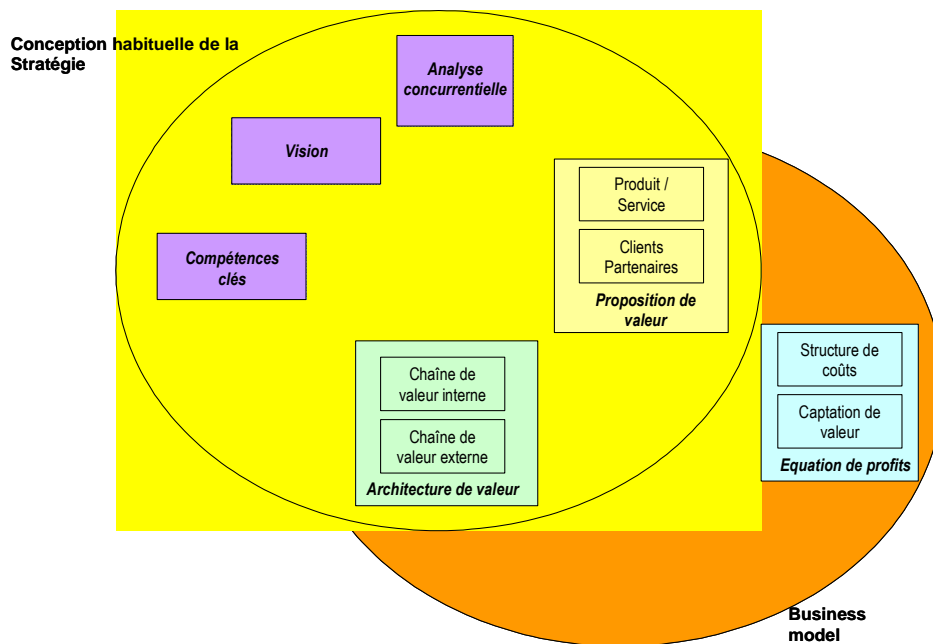 Conception habituelle de la
Stratégie
Analyse
concurrentielle
Vision
Compétences
clés
Produit /
Service
Clients
Partenaires
Proposition de
valeur
Chaîne de
valeur interne
Chaîne de
valeur externe
Architecture de valeur
Structure de
coûts
Captation de
valeur
Equation de profits
Business
model